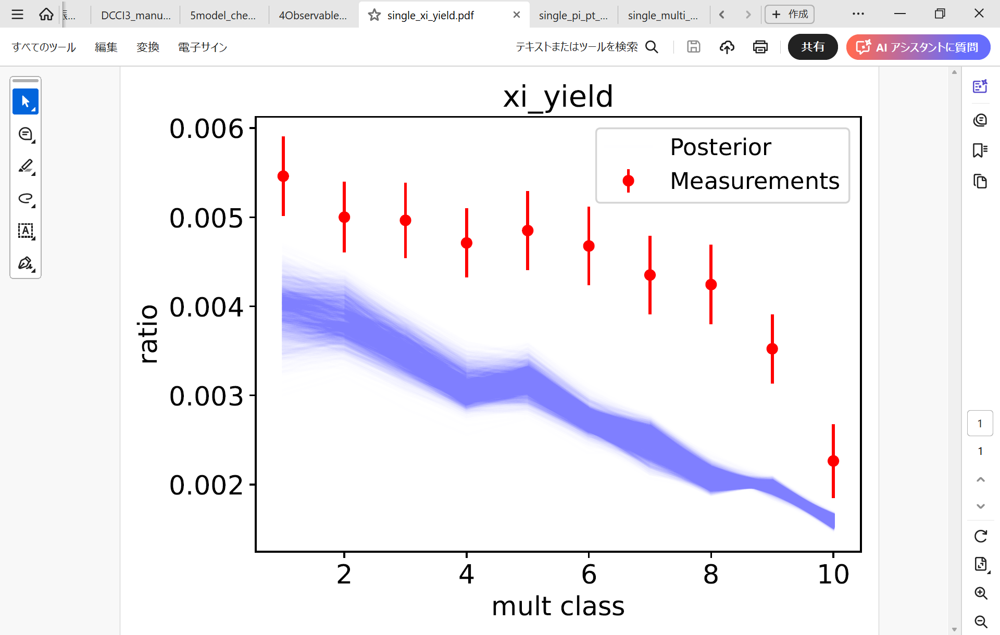 DCCI3_manu...
5model_che...
4Observable...
single_xi_yield.pdf
single_pi_pt_...
single_multi_...
作成
すべてのツール
編集
変換
電子サイン
テキストまたはツールを検索
共有
AI アシスタントに質問
xi_yield
0.006
0.005
0.004
0.003
0.002
ratio
Posterior
Measurements
2
4
6
8
10
mult class
A
1
1